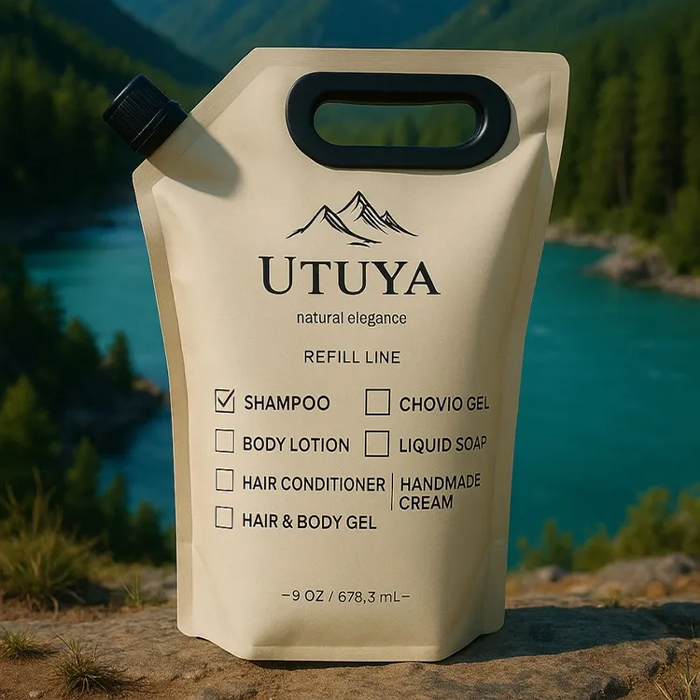 UTUYA
natural elegance
REFILL LINE
SHAMPOO
CHOVIO GEL
BODY LOTION
LIQUID SOAP
HAIR CONDITIONER
HANDMADE
CREAM
HAIR & BODY GEL
–9 OZ / 678,3 mL–